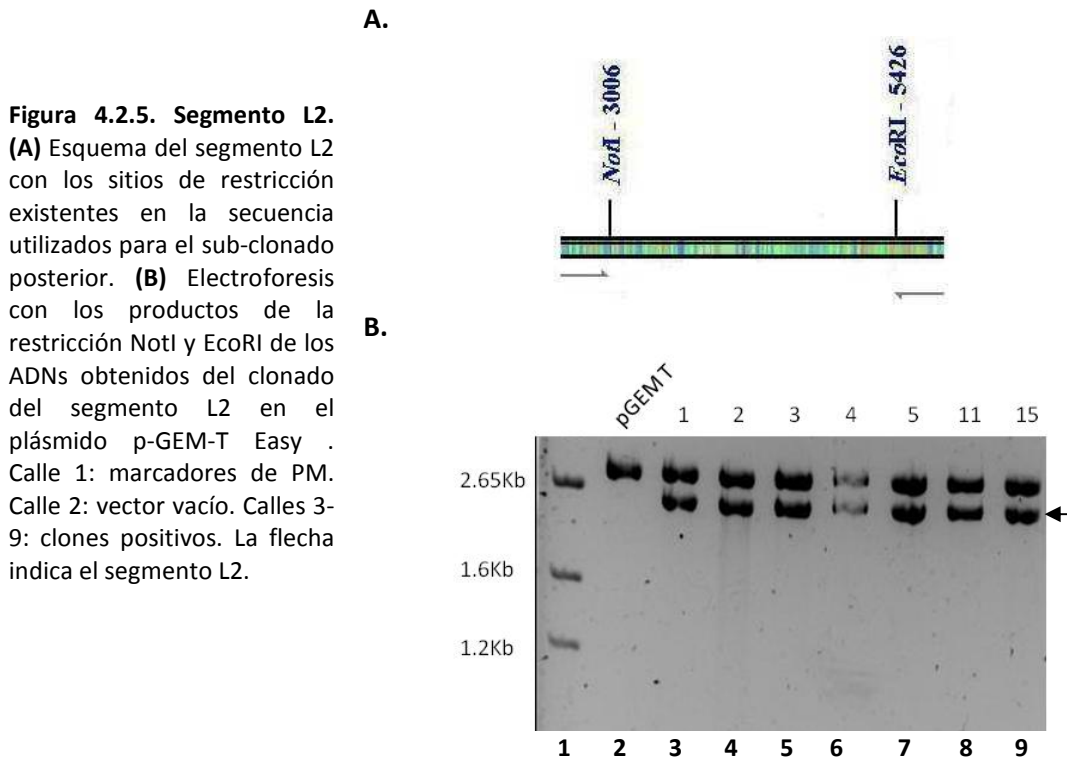 A.
NotI - 3006
EcoRI - 5426
Figura 4.2.5. Segmento L2.
(A) Esquema del segmento L2
con los sitios de restricción
existentes en la secuencia
utilizados para el sub-clonado
posterior. (B) Electroforesis
con los productos de la
restricción NotI y EcoRI de los
ADNs obtenidos del clonado
del segmento L2 en el
plásmido p-GEM-T Easy .
Calle 1: marcadores de PM.
Calle 2: vector vacío. Calles 3-
9: clones positivos. La flecha
indica el segmento L2.
B.
pGEM T 1 2 3 4 5 11 15
2.65Kb
1.6Kb
1.2Kb
1 2 3 4 5 6 7 8 9